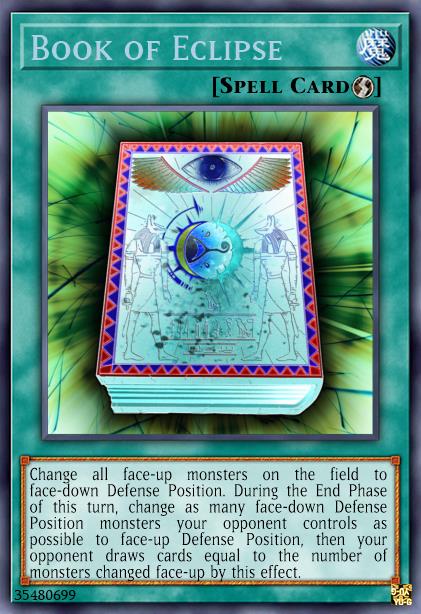 Book of Eclipse
[Spell Card]
Change all face-up monsters on the field to
face-down Defense Position. During the End Phase
of this turn, change as many face-down Defense
Position monsters your opponent controls as
possible to face-up Defense Position, then your
opponent draws cards equal to the number of
monsters changed face-up by this effect.
35480699